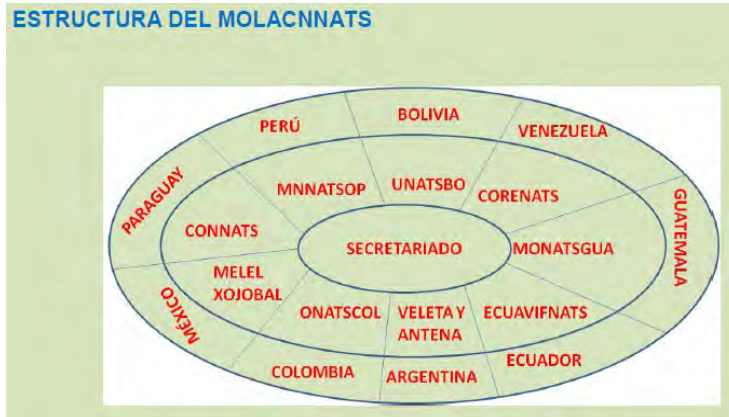 ESTRUCTURA DEL MOLACNNATS
BOLIVIA
PERÚ
VENEZUELA
PARAGUAY
GUATEMALA
MNNATSOP
UNATSBO
CORENATS
CONNATS
SECRETARIADO
MONATSGUA
MELEL
XOJOBAL
MÉXICO
ONATSCOL
VELETA Y
ANTENA
ECUAVIFNATS
COLOMBIA
ARGENTINA
ECUADOR